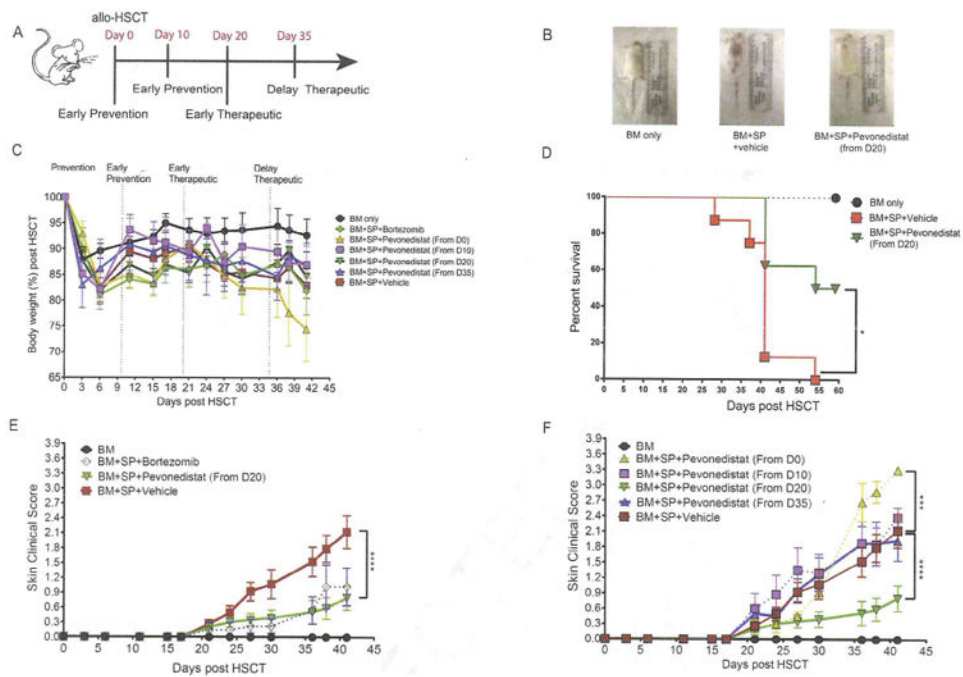 A
allo-HSCT
Day 0 Day 10 Day 20 Day 35
Early Prevention Delay Therapeutic
Early Prevention Early Therapeutic
B
BM only
BM+SP
+vehicle
BM+SP+Pevonedistat
(from D20)
C
Prevention
Early
Prevention
Early
Therapeutic
Delay
Therapeutic
Body weight (%) post HSCT
100
95
90
85
80
75
70
65
0 3 6 9 12 15 18 21 24 27 30 33 36 39 42 45
Days post HSCT
BM only
BM+SP+Bortezomib
BM+SP+Pevonedistat (From D0)
BM+SP+Pevonedistat (From D10)
BM+SP+Pevonedistat (From D20)
BM+SP+Pevonedistat (From D35)
BM+SP+Vehicle
D
Percent survival
100
80
60
40
20
0
0 5 10 15 20 25 30 35 40 45 50 55 60
Days post HSCT
BM only
BM+SP+Vehicle
BM+SP+Pevonedistat
(From D20)
*
E
Skin Clinical Score
3.9
3.6
3.3
3.0
2.7
2.4
2.1
1.8
1.5
1.2
0.9
0.6
0.3
0.0
0 5 10 15 20 25 30 35 40 45
Days post HSCT
BM
BM+SP+Bortezomib
BM+SP+Pevonedistat (From D20)
BM+SP+Vehicle
****
F
Skin Clinical Score
3.9
3.6
3.3
3.0
2.7
2.4
2.1
1.8
1.5
1.2
0.9
0.6
0.3
0.0
0 5 10 15 20 25 30 35 40 45
Days post HSCT
BM
BM+SP+Pevonedistat (From D0)
BM+SP+Pevonedistat (From D10)
BM+SP+Pevonedistat (From D20)
BM+SP+Pevonedistat (From D35)
BM+SP+Vehicle
***
****